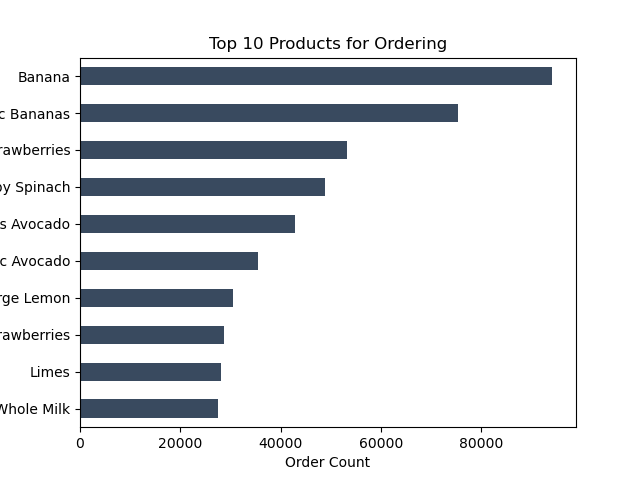 Top 10 Products for Ordering
Banana
c Bananas
rawberries
by Spinach
s Avocado
c Avocado
rge Lemon
rawberries
Limes
Whole Milk
0 20000 40000 60000 80000
Order Count